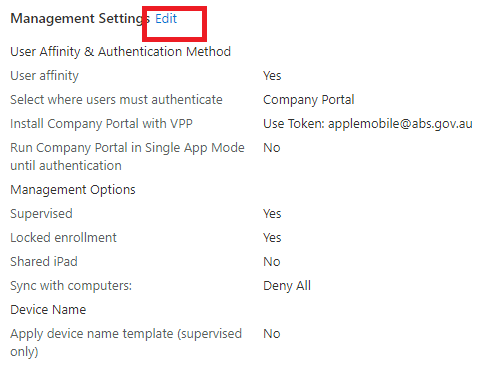 Management Settings Edit
User Affinity & Authentication Method
User affinity Yes
Select where users must authenticate Company Portal
Install Company Portal with VPP Use Token: applemobile@abs.gov.au
Run Company Portal in Single App Mode No
until authentication
Management Options
Supervised Yes
Locked enrollment Yes
Shared iPad No
Sync with computers: Deny All
Device Name
Apply device name template (supervised No
only)